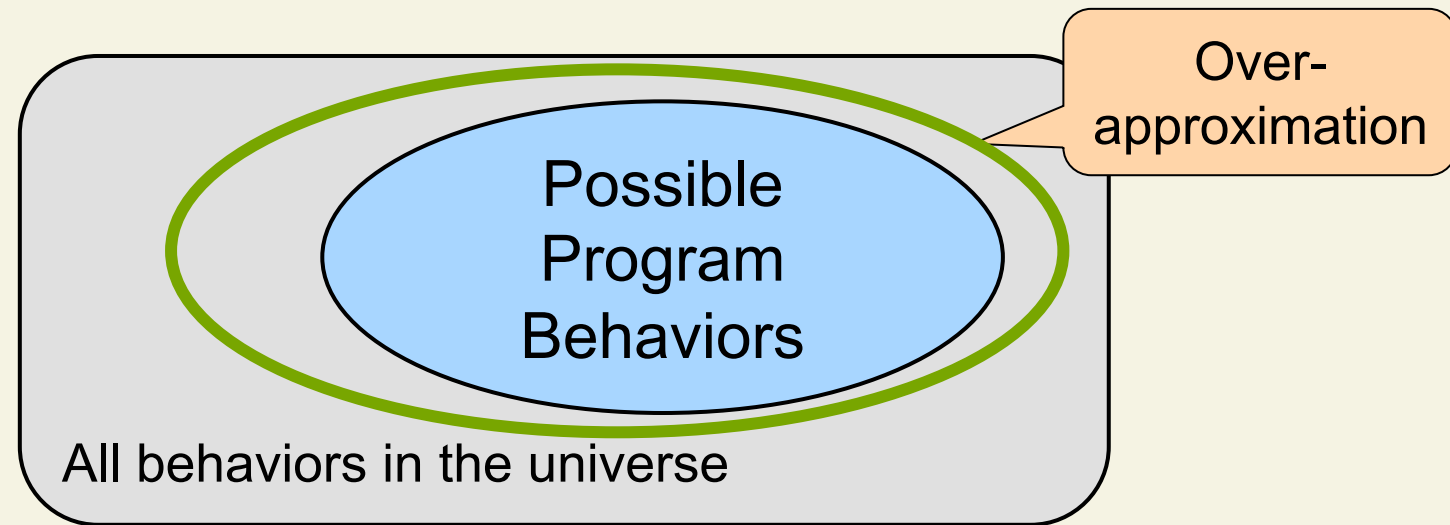 Over-
approximation
Possible
Program
Behaviors
All behaviors in the universe